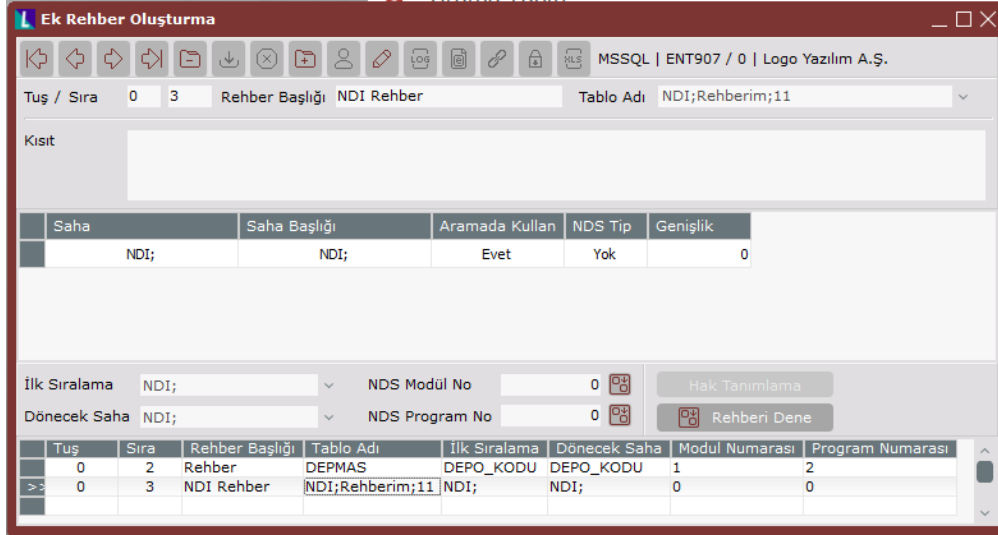 Ek Rehber Oluşturma
LOG XLS MSSQL | ENT907 / 0 | Logo Yazılım A.Ş.
Tuş / Sıra 0 3 Rehber Başlığı NDI Rehber Tablo Adı NDI;Rehberim;11
Kısıt
Saha Saha Başlığı Aramada Kullan NDS Tip Genişlik
NDI; NDI; Evet Yok 0
İlk Sıralama NDI; NDS Modül No 0 Hak Tanımlama
Dönecek Saha NDI; NDS Program No 0 Rehberi Dene
Tuş Sıra Rehber Başlığı Tablo Adı İlk Sıralama Dönecek Saha Modul Numarası Program Numarası
0 2 Rehber DEPMAS DEPO_KODU DEPO_KODU 1 2
>> 0 3 NDI Rehber NDI;Rehberim;11 NDI; NDI; 0 0